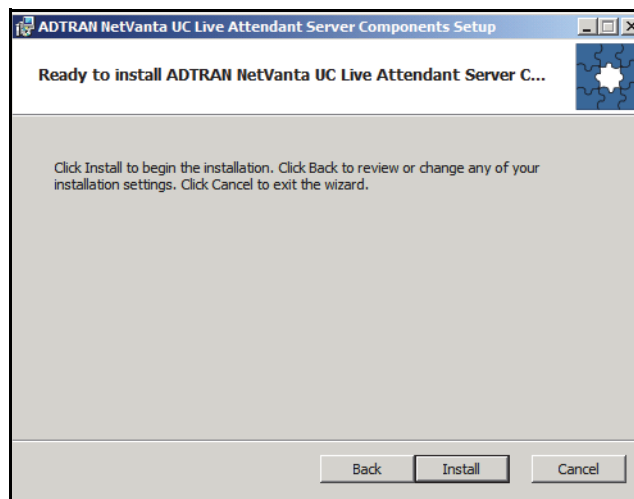 ADTRAN NetVanta UC Live Attendant Server Components Setup
Ready to install ADTRAN NetVanta UC Live Attendant Server C...
Click Install to begin the installation. Click Back to review or change any of your
installation settings. Click Cancel to exit the wizard.
Back Install Cancel